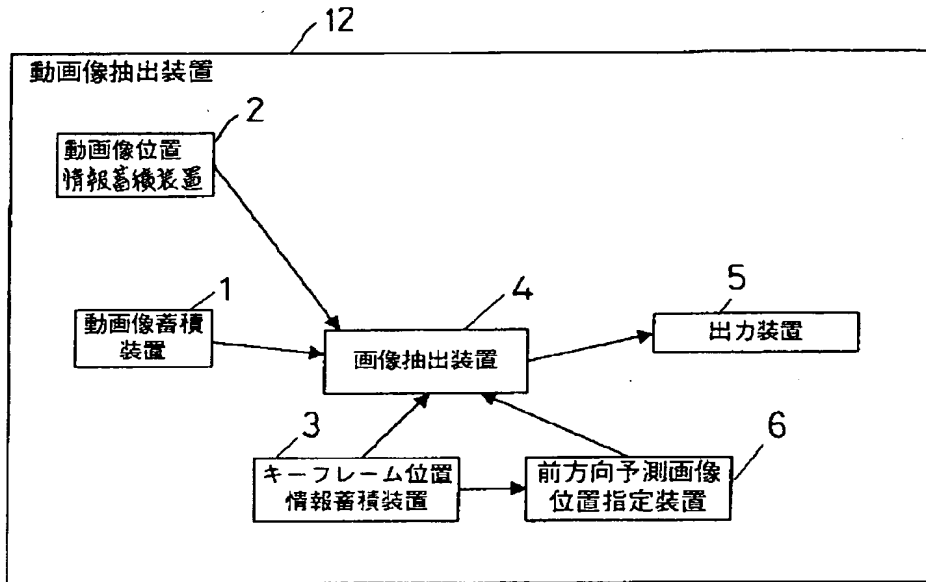 12
動画像抽出装置
2
動画像位置
情報蓄積装置
1
動画像蓄積
装置
4
画像抽出装置
5
出力装置
3
キーフレーム位置
情報蓄積装置
6
前方向予測画像
位置指定装置